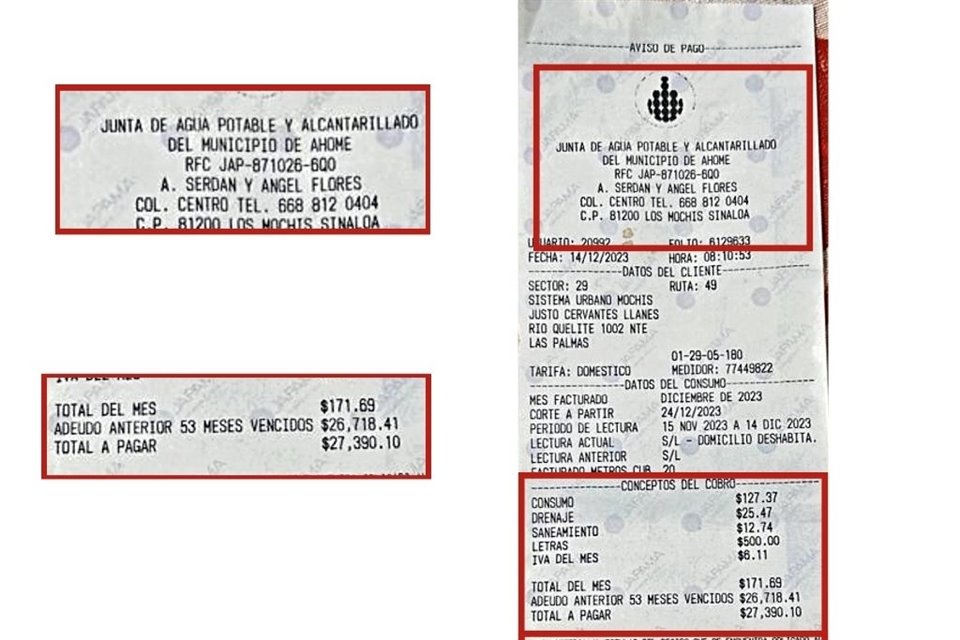 JUNTA DE AGUA POTABLE Y ALCANTARILLADO
DEL MUNICIPIO DE AHOME
RFC JAP-871026-6Q0
A. SERDAN Y ANGEL FLORES
COL. CENTRO TEL. 668 812 0404
C.P. 81200 LOS MOCHIS SINALOA
IVA DEL MES
TOTAL DEL MES $171.69
ADEUDO ANTERIOR 53 MESES VENCIDOS $26,718.41
TOTAL A PAGAR $27,390.10
AVISO DE PAGO
JUNTA DE AGUA POTABLE Y ALCANTARILLADO
DEL MUNICIPIO DE AHOME
RFC JAP-871026-6Q0
A. SERDAN Y ANGEL FLORES
COL. CENTRO TEL. 668 812 0404
C.P. 81200 LOS MOCHIS SINALOA
USUARIO: 20992 FOLIO: 6129633
FECHA: 14/12/2023 HORA: 08:10:53
DATOS DEL CLIENTE
SECTOR: 29 RUTA: 49
SISTEMA URBANO MOCHIS
JUSTO CERVANTES LLANES
RIO QUELITE 1002 NTE
LAS PALMAS
01-29-05-180
TARIFA: DOMESTICO MEDIDOR: 77449822
DATOS DEL CONSUMO
MES FACTURADO DICIEMBRE DE 2023
CORTE A PARTIR 24/12/2023
PERIODO DE LECTURA 15 NOV 2023 A 14 DIC 2023
LECTURA ACTUAL S/L - DOMICILIO DESHABITA.
LECTURA ANTERIOR S/L
FACTURADO METROS CUB. 20
CONCEPTOS DEL COBRO
CONSUMO $127.37
DRENAJE $25.47
SANEAMIENTO $12.74
LETRAS $500.00
IVA DEL MES $6.11
TOTAL DEL MES $171.69
ADEUDO ANTERIOR 53 MESES VENCIDOS $26,718.41
TOTAL A PAGAR $27,390.10